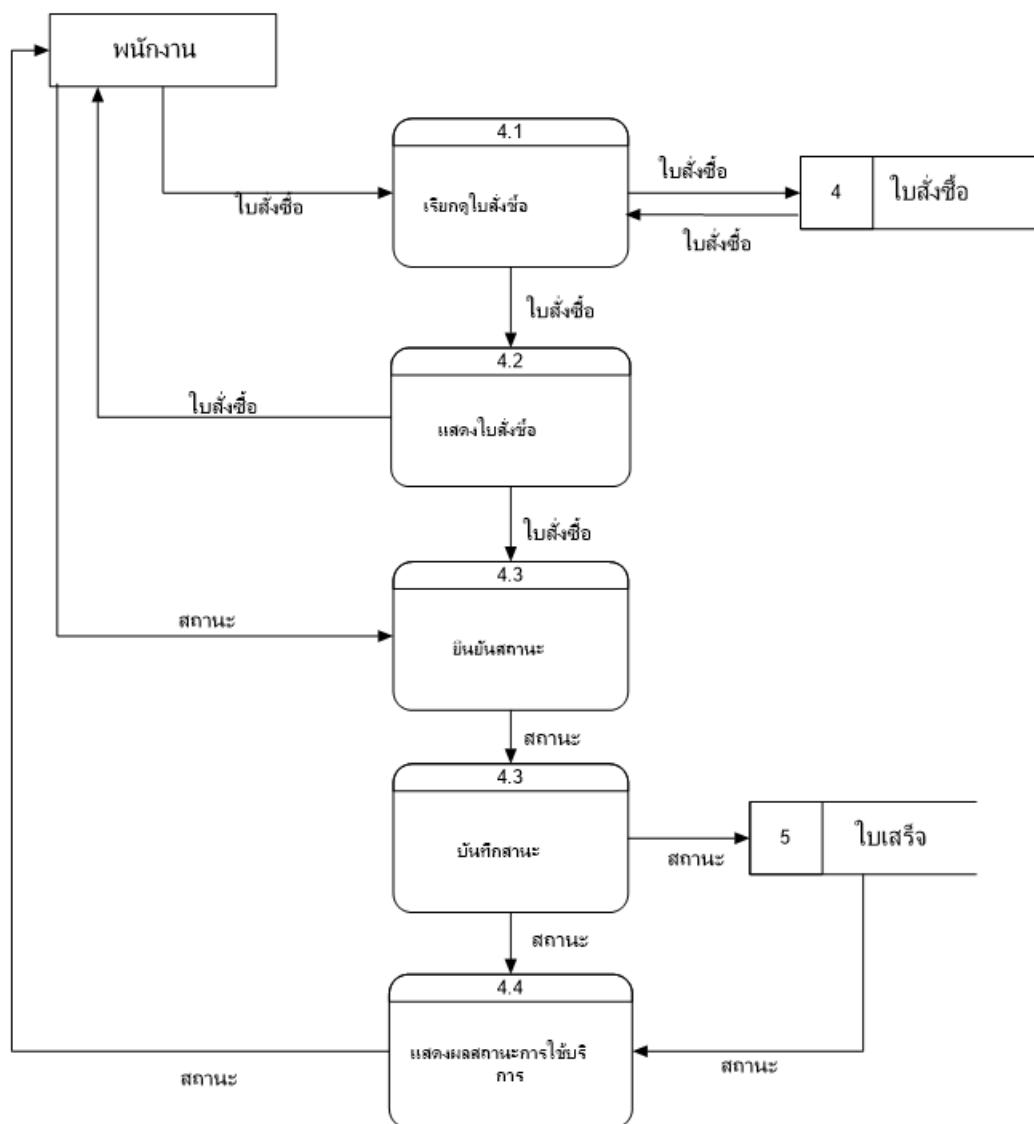 พนักงาน
4.1
เรียกดูใบสั่งซื้อ
ใบสั่งซื้อ
ใบสั่งซื้อ
4
ใบสั่งซื้อ
ใบสั่งซื้อ
ใบสั่งซื้อ
4.2
แสดงใบสั่งซื้อ
ใบสั่งซื้อ
ใบสั่งซื้อ
4.3
ยืนยันสถานะ
สถานะ
สถานะ
4.3
บันทึกสานะ
สถานะ
5
ใบเสร็จ
สถานะ
4.4
แสดงผลสถานะการใช้บริ
การ
สถานะ
สถานะ